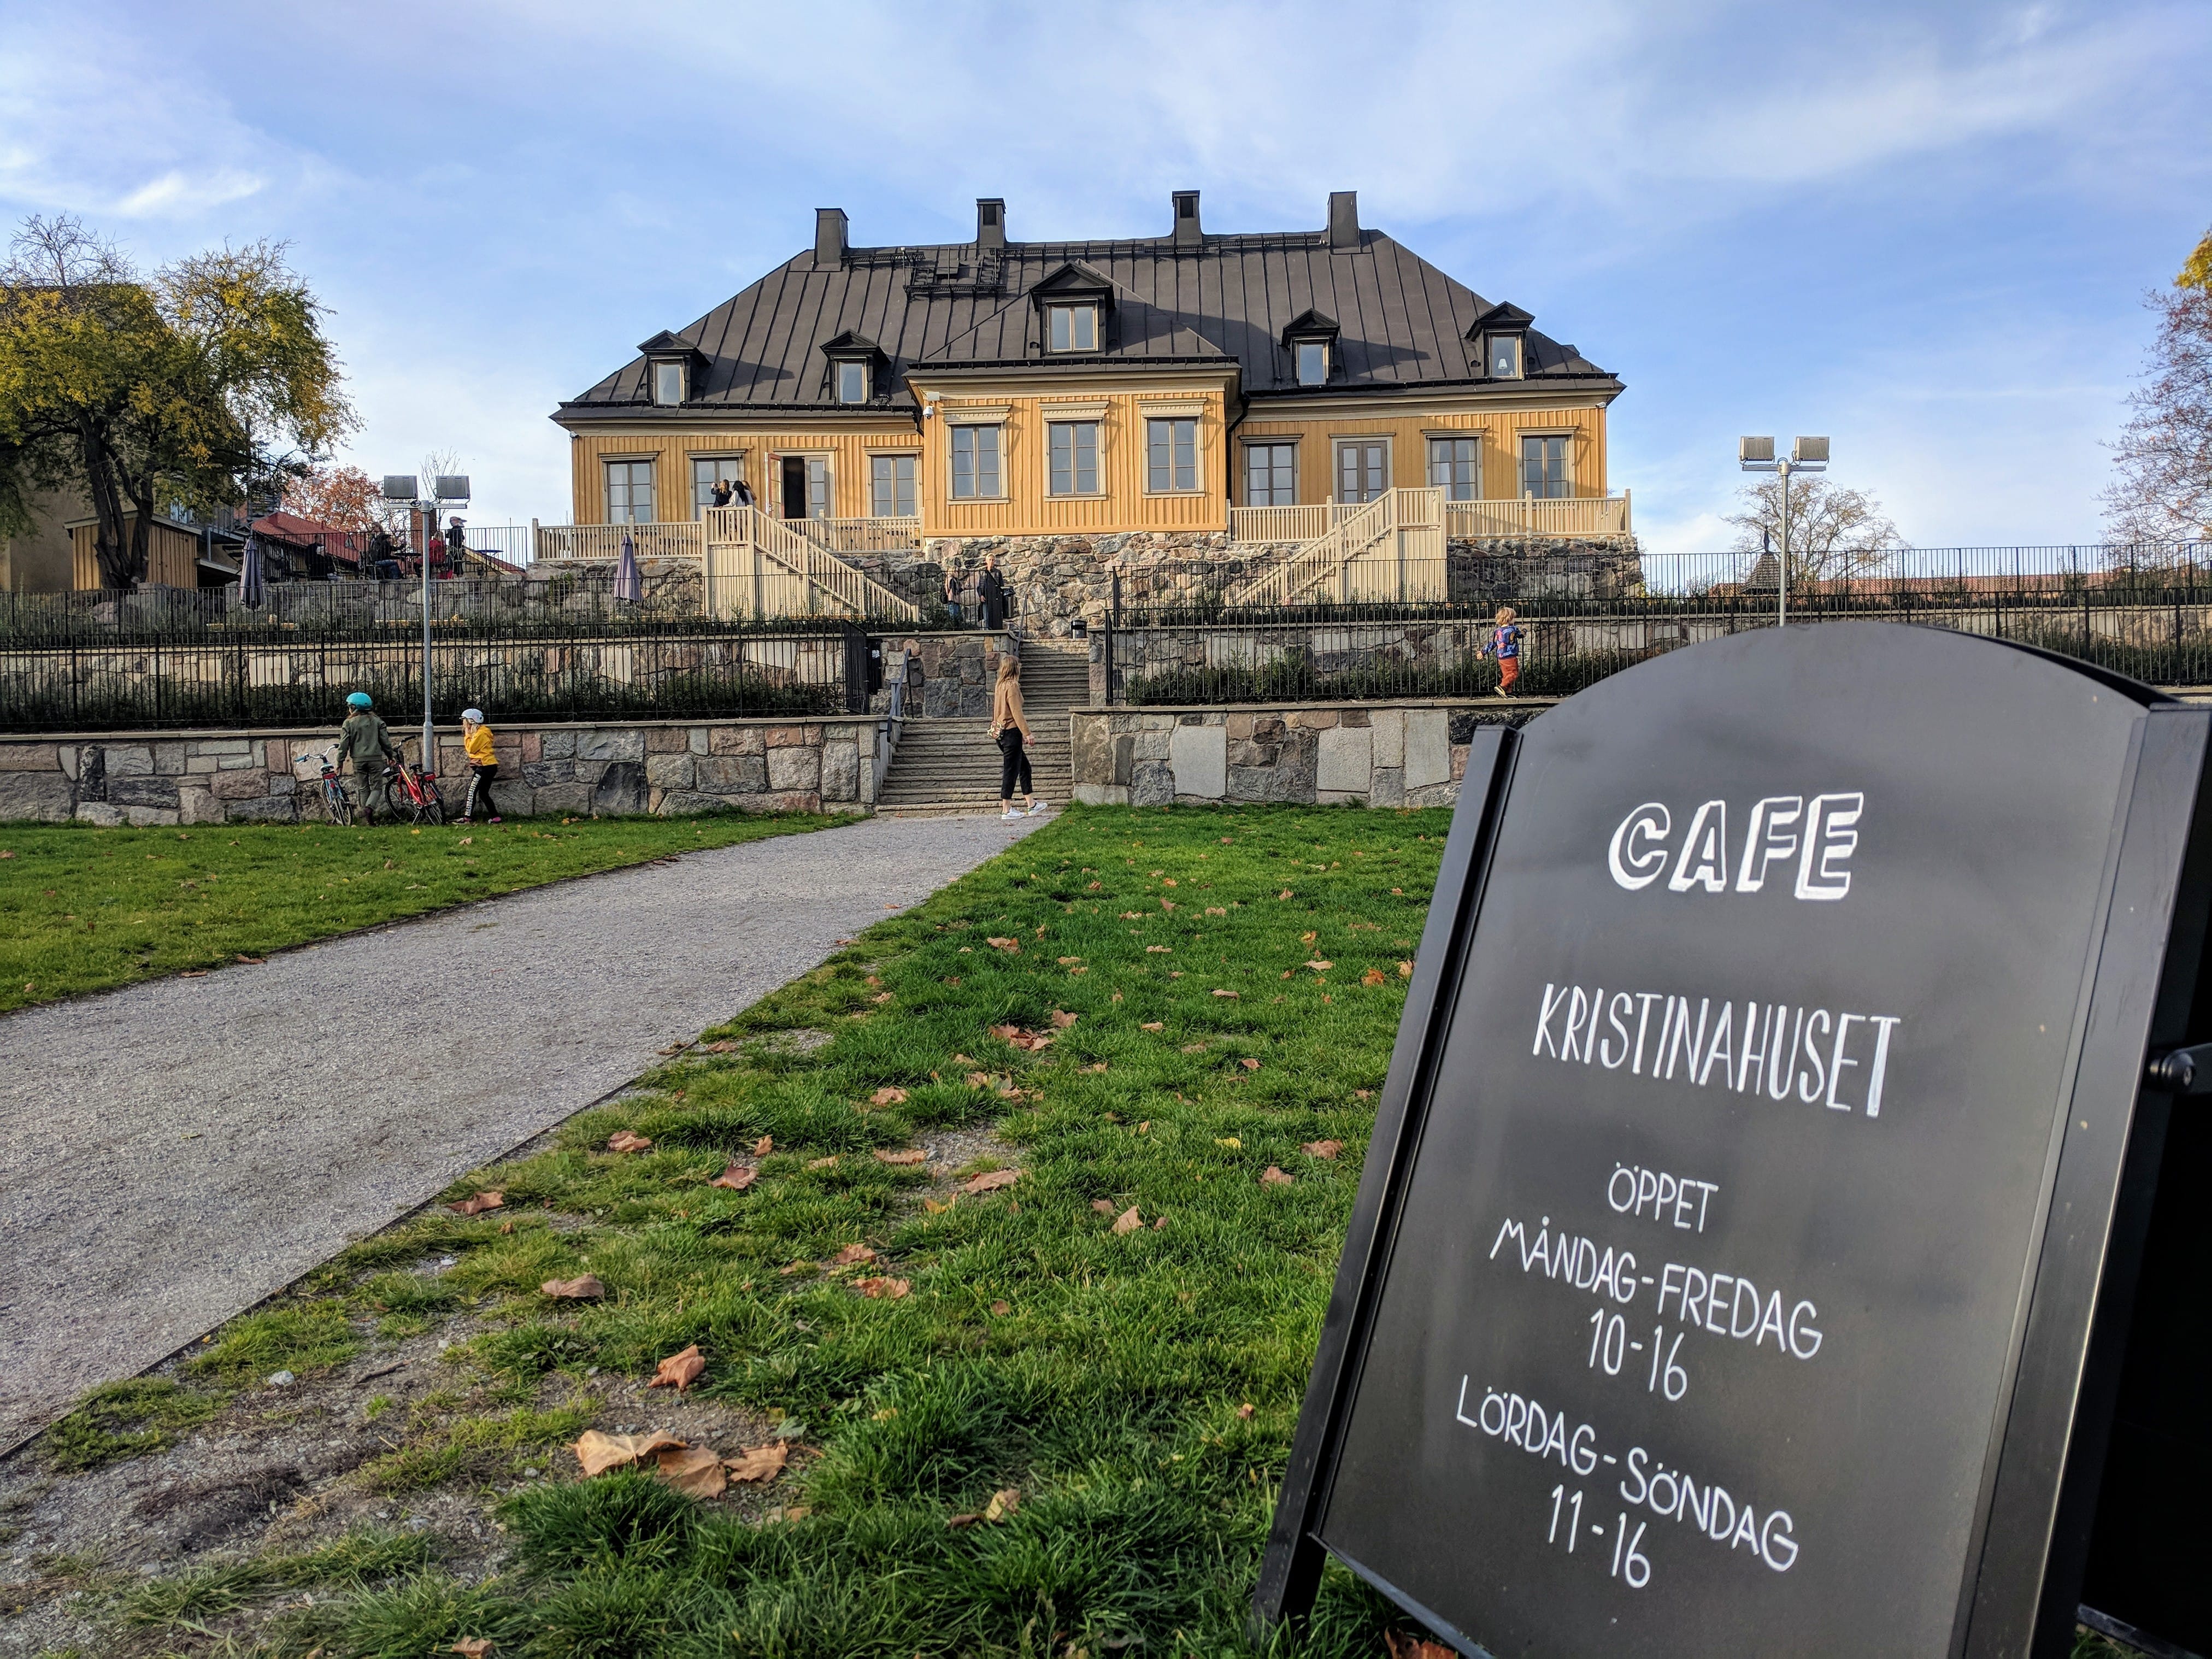 CAFE
KRISTINAHUSET
ÖPPET
MÅNDAG-FREDAG
10-16
LÖRDAG-SÖNDAG
11-16